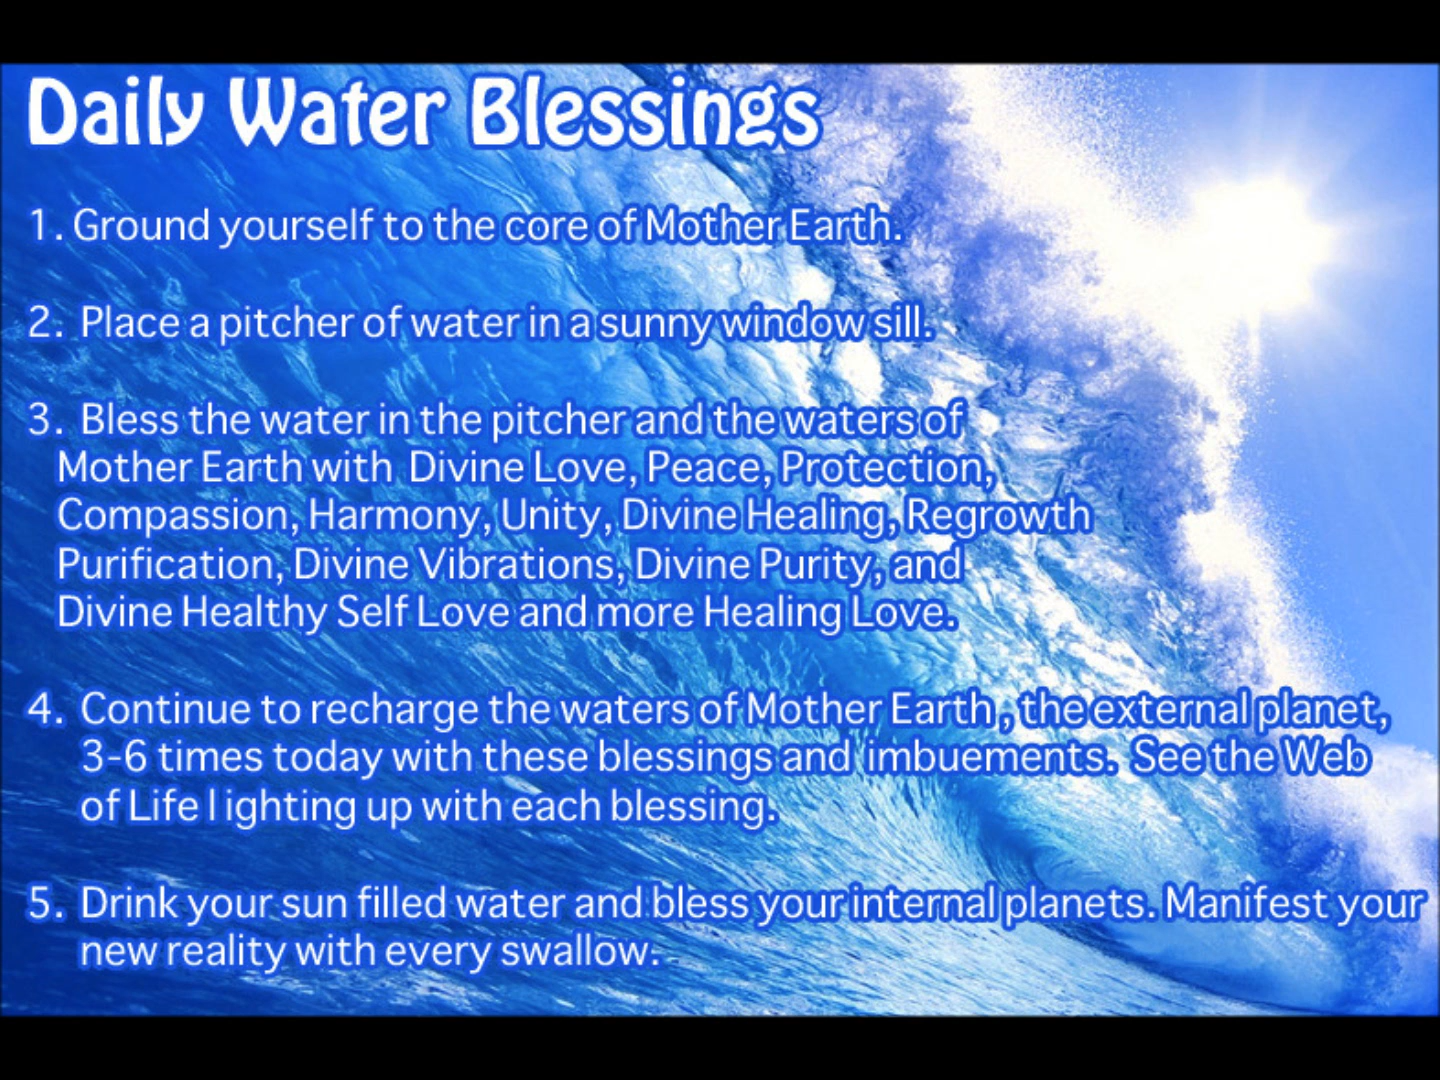 Daily Water Blessings
1. Ground yourself to the core of Mother Earth.
2. Place a pitcher of water in a sunny window sill.
3. Bless the water in the pitcher and the waters of
Mother Earth with Divine Love, Peace, Protection,
Compassion, Harmony, Unity, Divine Healing, Regrowth
Purification, Divine Vibrations, Divine Purity, and
Divine Healthy Self Love and more Healing Love.
4. Continue to recharge the waters of Mother Earth , the external planet,
3-6 times today with these blessings and imbuements. See the Web
of Life l ighting up with each blessing.
5. Drink your sun filled water and bless your internal planets. Manifest your
new reality with every swallow.